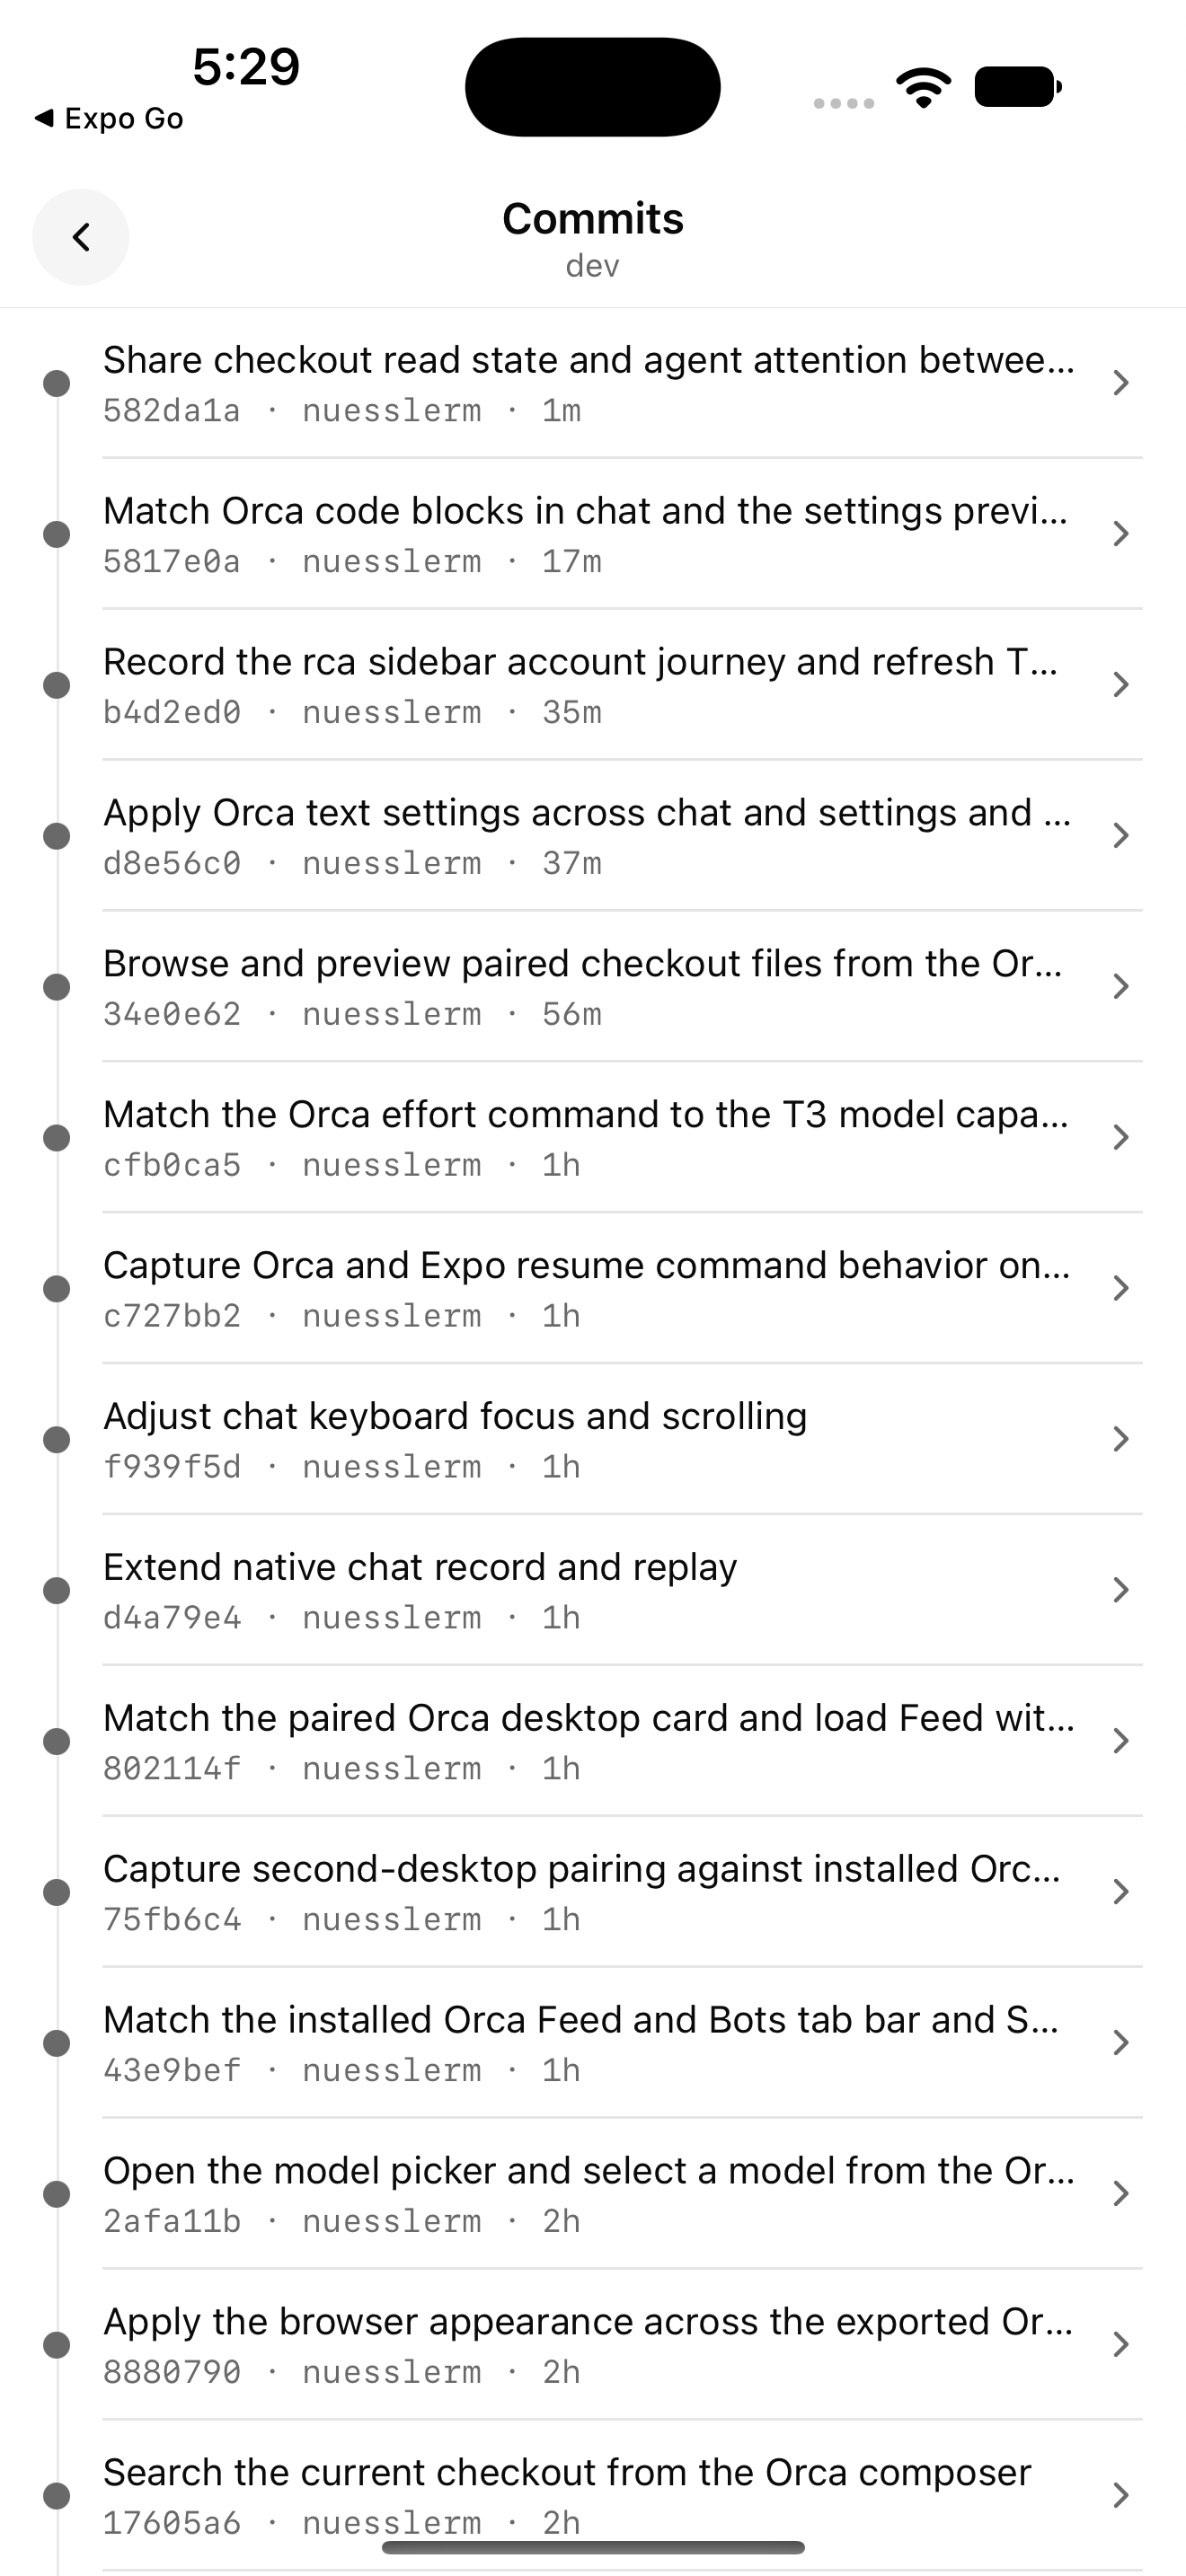 5:29
◀ Expo Go
Commits
dev
Share checkout read state and agent attention betwee...
582da1a · nuesslerm · 1m
Match Orca code blocks in chat and the settings previ...
5817e0a · nuesslerm · 17m
Record the rca sidebar account journey and refresh T...
b4d2ed0 · nuesslerm · 35m
Apply Orca text settings across chat and settings and ...
d8e56c0 · nuesslerm · 37m
Browse and preview paired checkout files from the Or...
34e0e62 · nuesslerm · 56m
Match the Orca effort command to the T3 model capa...
cfb0ca5 · nuesslerm · 1h
Capture Orca and Expo resume command behavior on...
c727bb2 · nuesslerm · 1h
Adjust chat keyboard focus and scrolling
f939f5d · nuesslerm · 1h
Extend native chat record and replay
d4a79e4 · nuesslerm · 1h
Match the paired Orca desktop card and load Feed wit...
802114f · nuesslerm · 1h
Capture second-desktop pairing against installed Orc...
75fb6c4 · nuesslerm · 1h
Match the installed Orca Feed and Bots tab bar and S...
43e9bef · nuesslerm · 1h
Open the model picker and select a model from the Or...
2afa11b · nuesslerm · 2h
Apply the browser appearance across the exported Or...
8880790 · nuesslerm · 2h
Search the current checkout from the Orca composer
17605a6 · nuesslerm · 2h